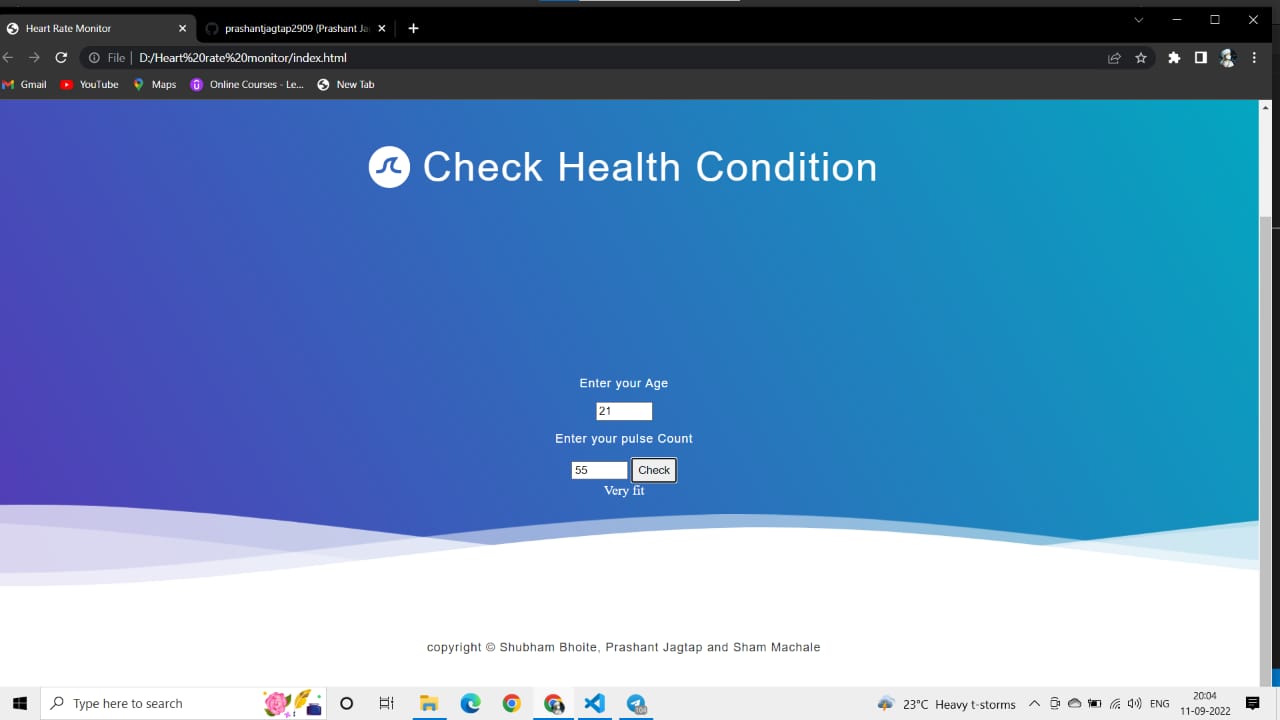 Heart Rate Monitor
prashantjagtap2909 (Prashant Ja
File D:/Heart%20rate%20monitor/index.html
Gmail YouTube Maps Online Courses - Le... New Tab
Check Health Condition
Enter your Age
21
Enter your pulse Count
55 Check
Very fit
copyright © Shubham Bhoite, Prashant Jagtap and Sham Machale
Type here to search
23°C Heavy t-storms ENG
20:04
11-09-2022